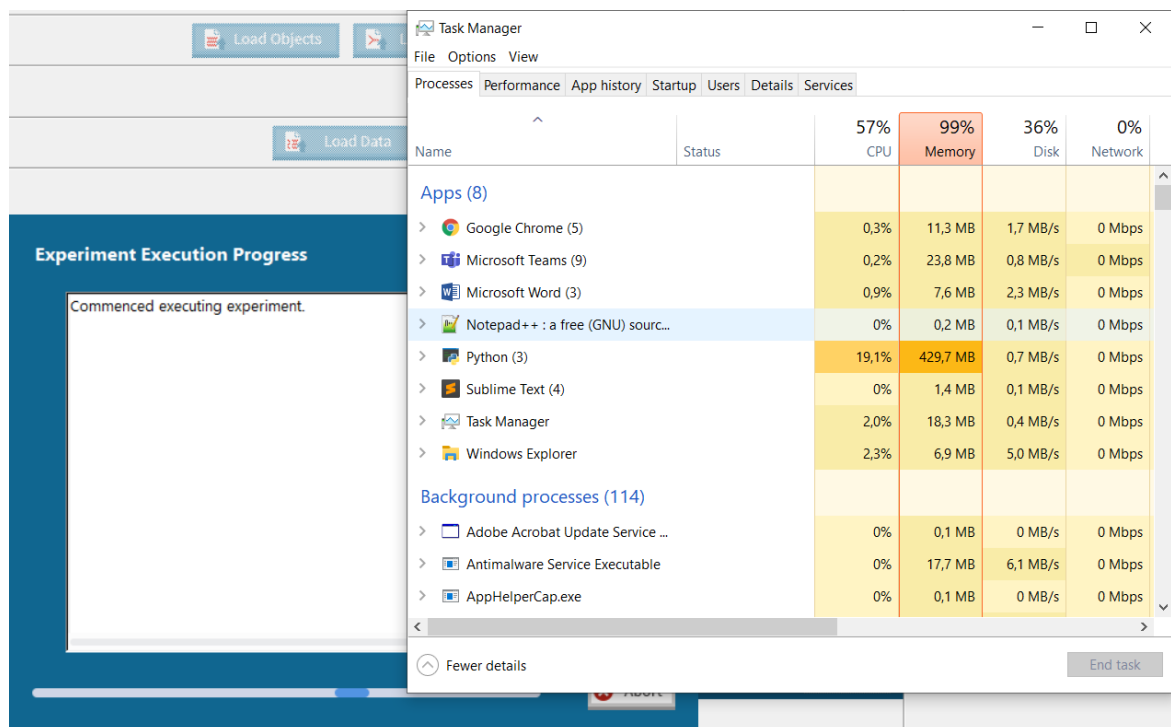 Load Objects
L
Load Data
Experiment Execution Progress
Commenced executing experiment.
Abort
Task Manager
File Options View
Processes Performance App history Startup Users Details Services
57% 99% 36% 0%
Name Status CPU Memory Disk Network
Apps (8)
Google Chrome (5) 0,3% 11,3 MB 1,7 MB/s 0 Mbps
Microsoft Teams (9) 0,2% 23,8 MB 0,8 MB/s 0 Mbps
Microsoft Word (3) 0,9% 7,6 MB 2,3 MB/s 0 Mbps
Notepad++ : a free (GNU) sourc... 0% 0,2 MB 0,1 MB/s 0 Mbps
Python (3) 19,1% 429,7 MB 0,7 MB/s 0 Mbps
Sublime Text (4) 0% 1,4 MB 0,1 MB/s 0 Mbps
Task Manager 2,0% 18,3 MB 0,4 MB/s 0 Mbps
Windows Explorer 2,3% 6,9 MB 5,0 MB/s 0 Mbps
Background processes (114)
Adobe Acrobat Update Service ... 0% 0,1 MB 0 MB/s 0 Mbps
Antimalware Service Executable 0% 17,7 MB 6,1 MB/s 0 Mbps
AppHelperCap.exe 0% 0,1 MB 0 MB/s 0 Mbps
Fewer details
End task